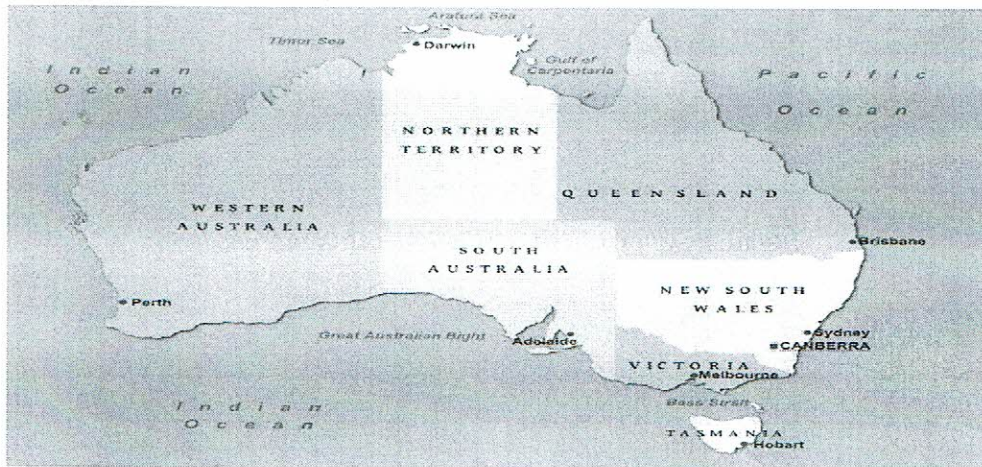 Arafura Sea
Timor Sea
Darwin
Gulf of
Carpentaria
Indian
Ocean
Pacific
Ocean
NORTHERN
TERRITORY
QUEENSLAND
WESTERN
AUSTRALIA
SOUTH
AUSTRALIA
Brisbane
NEW SOUTH
WALES
Perth
Great Australian Bight
Adelaide
Sydney
CANBERRA
VICTORIA
Melbourne
Bass Strait
Indian
Ocean
TASMANIA
Hobart